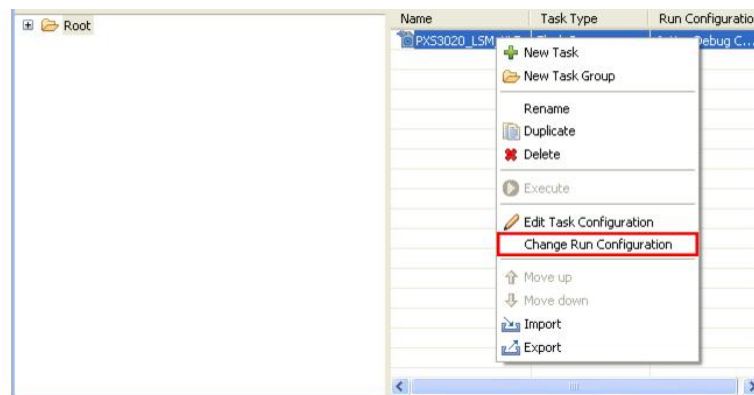 Root
Name Task Type Run Configuratio
PXS3020_LSM
Debug C...
New Task
New Task Group
Rename
Duplicate
Delete
Execute
Edit Task Configuration
Change Run Configuration
Move up
Move down
Import
Export